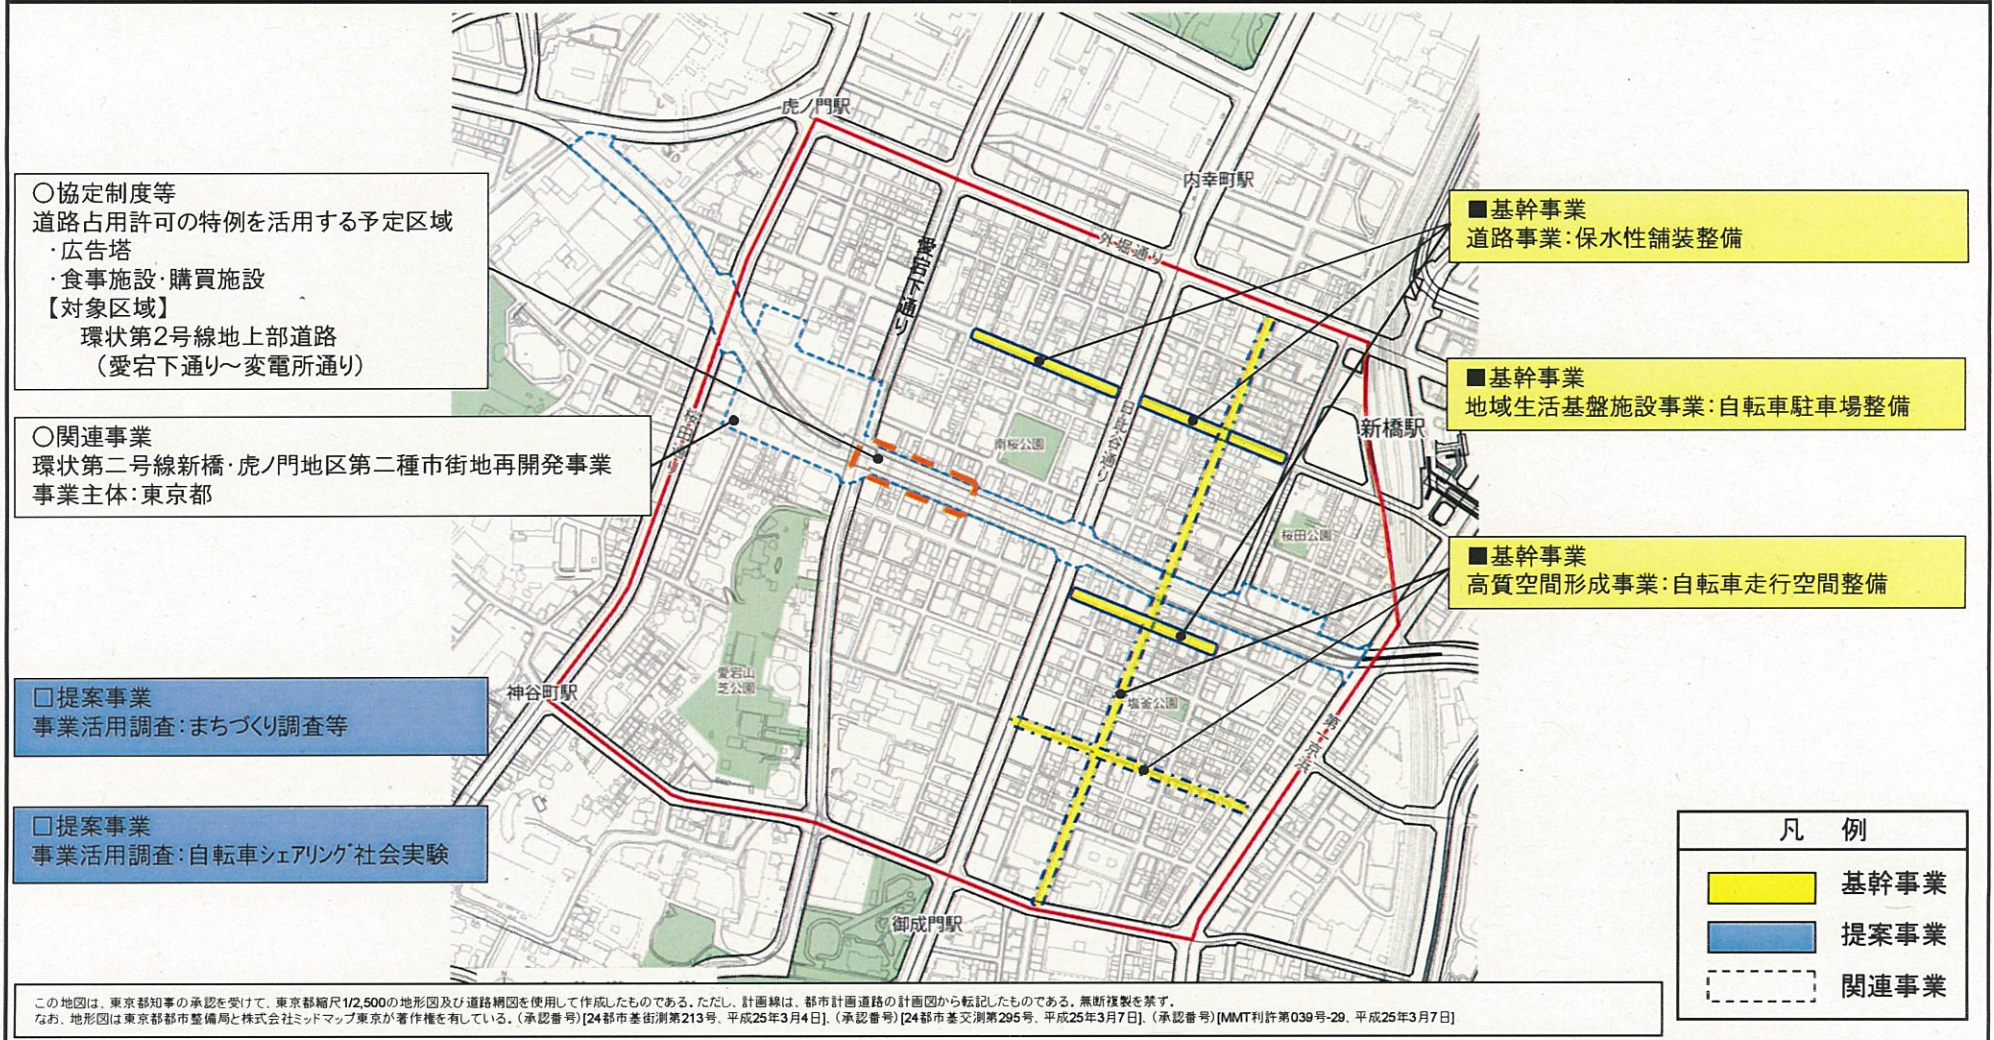 ○協定制度等
道路占用許可の特例を活用する予定区域
・広告塔
・食事施設・購買施設
【対象区域】
環状第2号線地上部道路
（愛宕下通り～変電所通り）
○関連事業
環状第二号線新橋・虎ノ門地区第二種市街地再開発事業
事業主体：東京都
□提案事業
事業活用調査：まちづくり調査等
□提案事業
事業活用調査：自転車シェアリング社会実験
虎ノ門駅
内幸町駅
外堀通り
愛宕下通り
日比谷通り
桜田通り
南桜公園
新橋駅
桜田公園
愛宕山
芝公園
神谷町駅
塩釜公園
第一京浜
御成門駅
■基幹事業
道路事業：保水性舗装整備
■基幹事業
地域生活基盤施設事業：自転車駐車場整備
■基幹事業
高質空間形成事業：自転車走行空間整備
凡　例
基幹事業
提案事業
関連事業
この地図は、東京都知事の承認を受けて、東京都縮尺1/2,500の地形図及び道路網図を使用して作成したものである。ただし、計画線は、都市計画道路の計画図から転記したものである。無断複製を禁ず。
なお、地形図は東京都都市整備局と株式会社ミッドマップ東京が著作権を有している。（承認番号）[24都市基街測第213号、平成25年3月4日]、（承認番号）[24都市基交測第295号、平成25年3月7日]、（承認番号）[MMT利許第039号-29、平成25年3月7日]